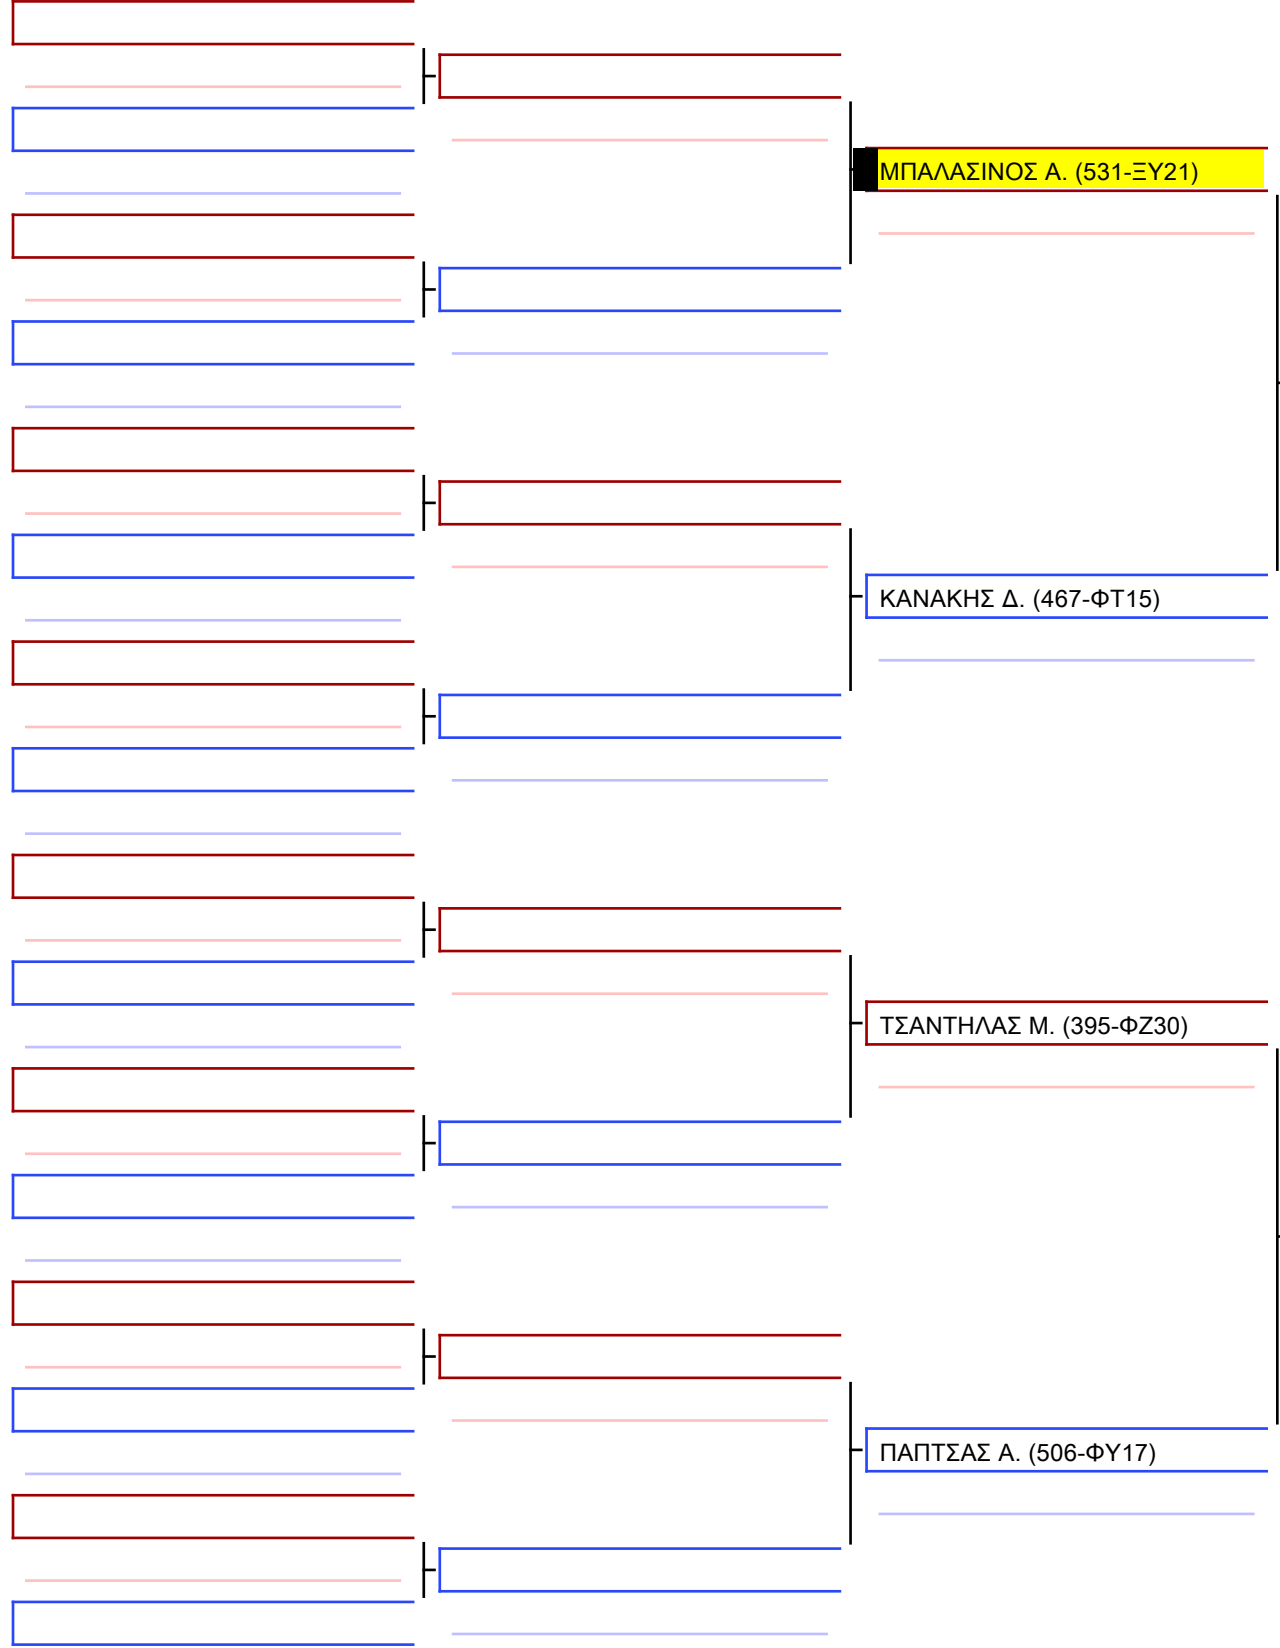 ΜΠΑΛΑΣΙΝΟΣ Α. (531-ΞΥ21)
ΚΑΝΑΚΗΣ Δ. (467-ΦΤ15)
ΤΣΑΝΤΗΛΑΣ Μ. (395-ΦΖ30)
ΠΑΠΤΣΑΣ Α. (506-ΦΥ17)